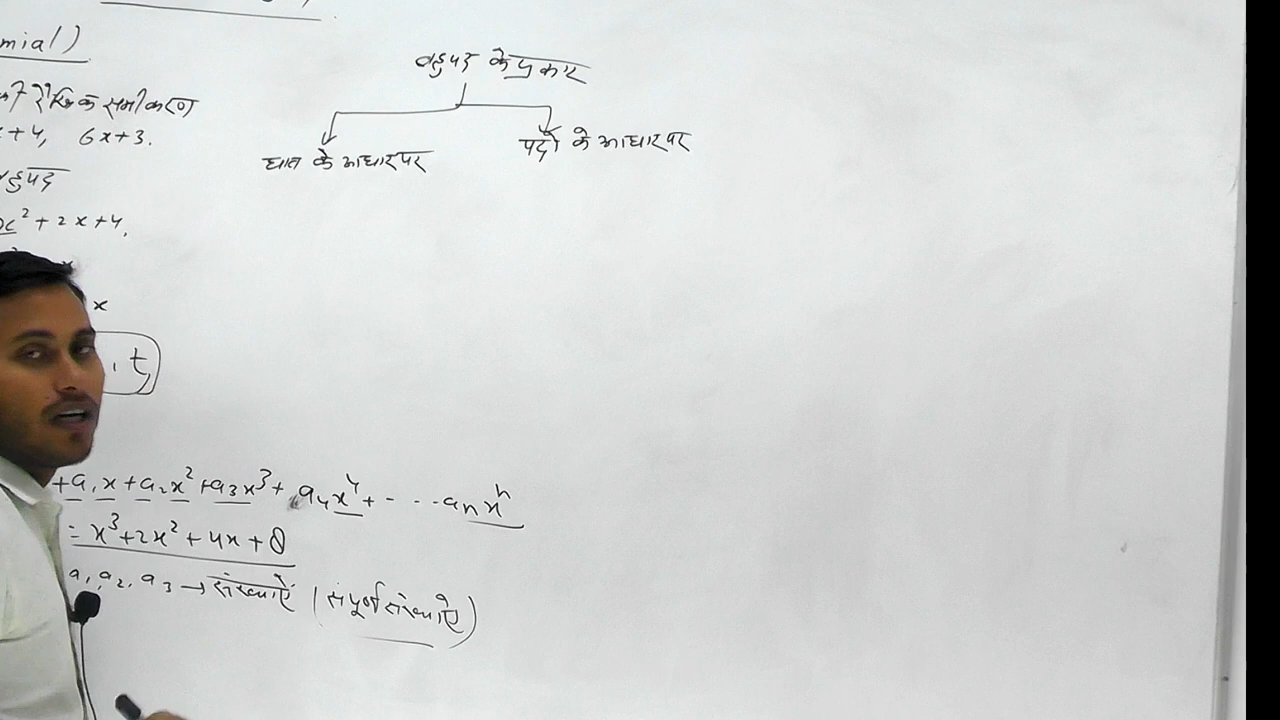 mial)
रैखिक समीकरण
x+4, 6x+3.
बहुपद
x² + 2x + 4,
x
, t
बहुपद के प्रकार
घात के आधार पर
पदों के आधार पर
+a₁x + a₂x² + a₃x³ + a₄x⁴ + - - - aₙxⁿ
= x³ + 2x² + 4x + 8
a₁, a₂, a₃ → संख्याएं (संपूर्ण संख्याएँ)